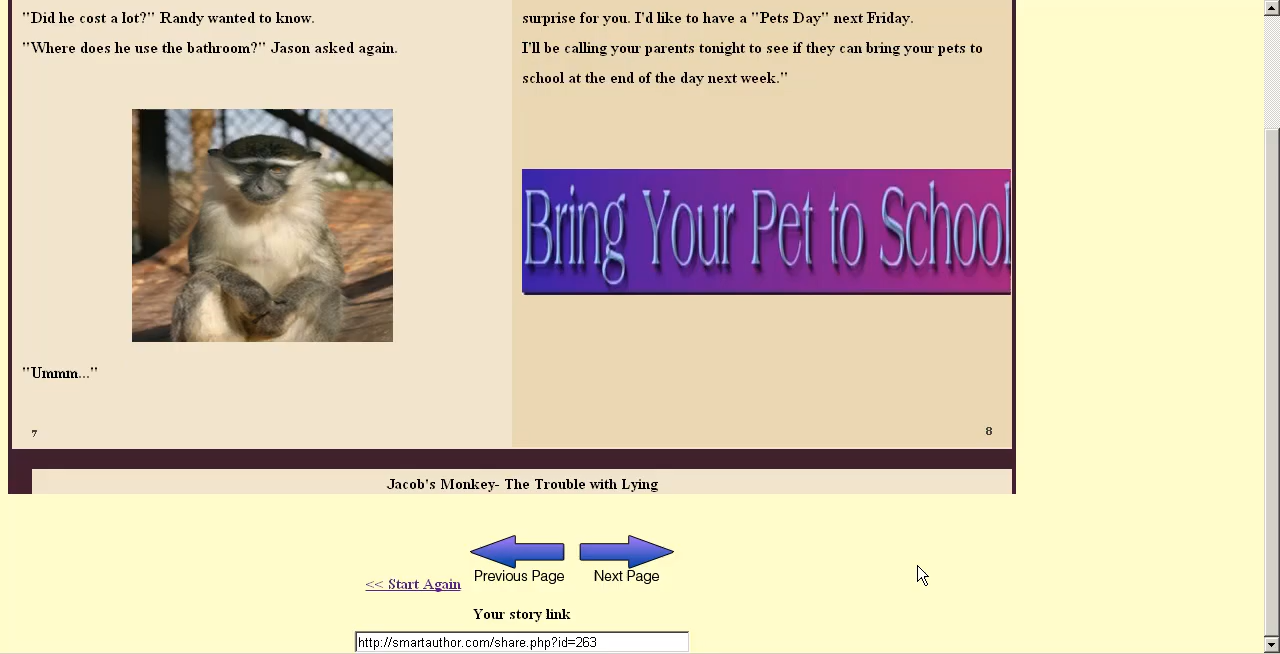 "Did he cost a lot?" Randy wanted to know.
"Where does he use the bathroom?" Jason asked again.
"Ummm..."
7
surprise for you. I'd like to have a "Pets Day" next Friday.
I'll be calling your parents tonight to see if they can bring your pets to
school at the end of the day next week."
Bring Your Pet to School
8
Jacob's Monkey- The Trouble with Lying
<< Start Again
Previous Page
Next Page
Your story link
http://smartauthor.com/share.php?id=263